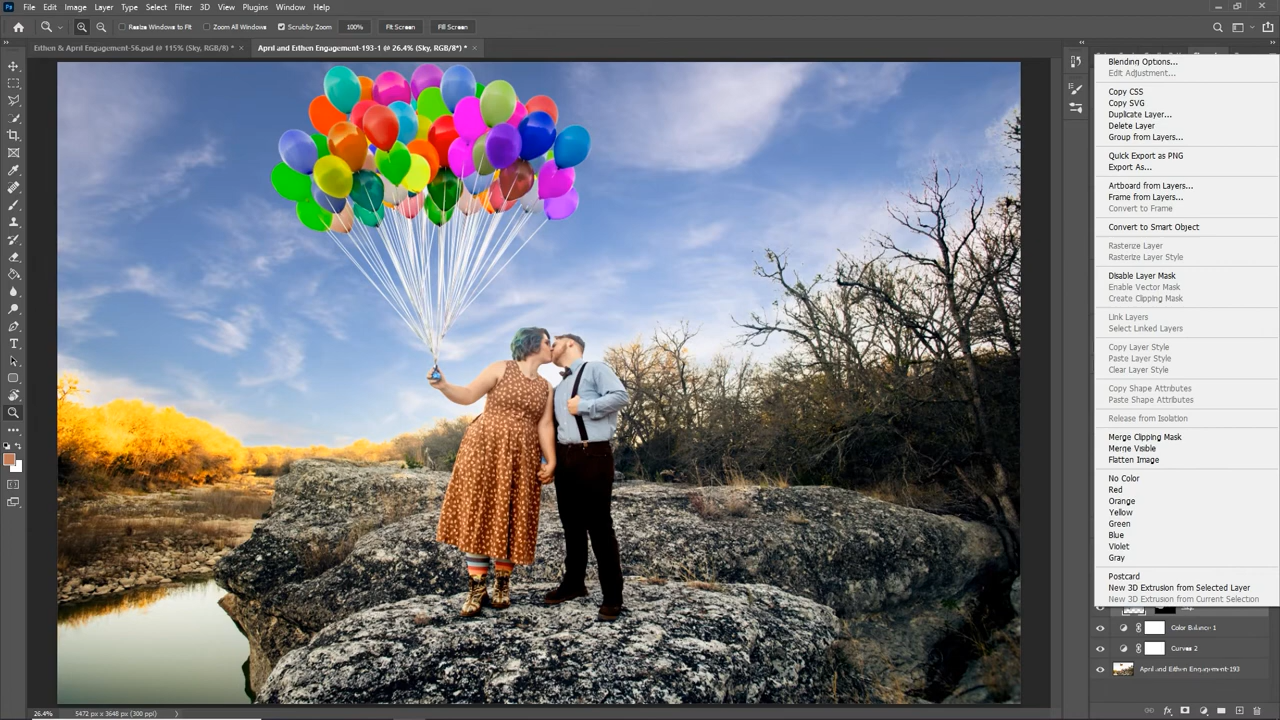 Ps File Edit Image Layer Type Select Filter 3D View Plugins Window Help
Resize Windows to Fit Zoom All Windows Scrubby Zoom 100% Fit Screen Fill Screen
Eithen & April Engagement-56.psd @ 115% (Sky, RGB/8) * ×
April and Eithen Engagement-193-1 @ 26.4% (Sky, RGB/8*) * ×
Blending Options...
Edit Adjustment...
Copy CSS
Copy SVG
Duplicate Layer...
Delete Layer
Group from Layers...
Quick Export as PNG
Export As...
Artboard from Layers...
Frame from Layers...
Convert to Frame
Convert to Smart Object
Rasterize Layer
Rasterize Layer Style
Disable Layer Mask
Enable Vector Mask
Create Clipping Mask
Link Layers
Select Linked Layers
Copy Layer Style
Paste Layer Style
Clear Layer Style
Copy Shape Attributes
Paste Shape Attributes
Release from Isolation
Merge Clipping Mask
Merge Visible
Flatten Image
No Color
Red
Orange
Yellow
Green
Blue
Violet
Gray
Postcard
New 3D Extrusion from Selected Layer
New 3D Extrusion from Current Selection
Color Balance 1
Curves 2
April and Eithen Engagement-193
26.4% 5472 px x 3648 px (300 ppi)